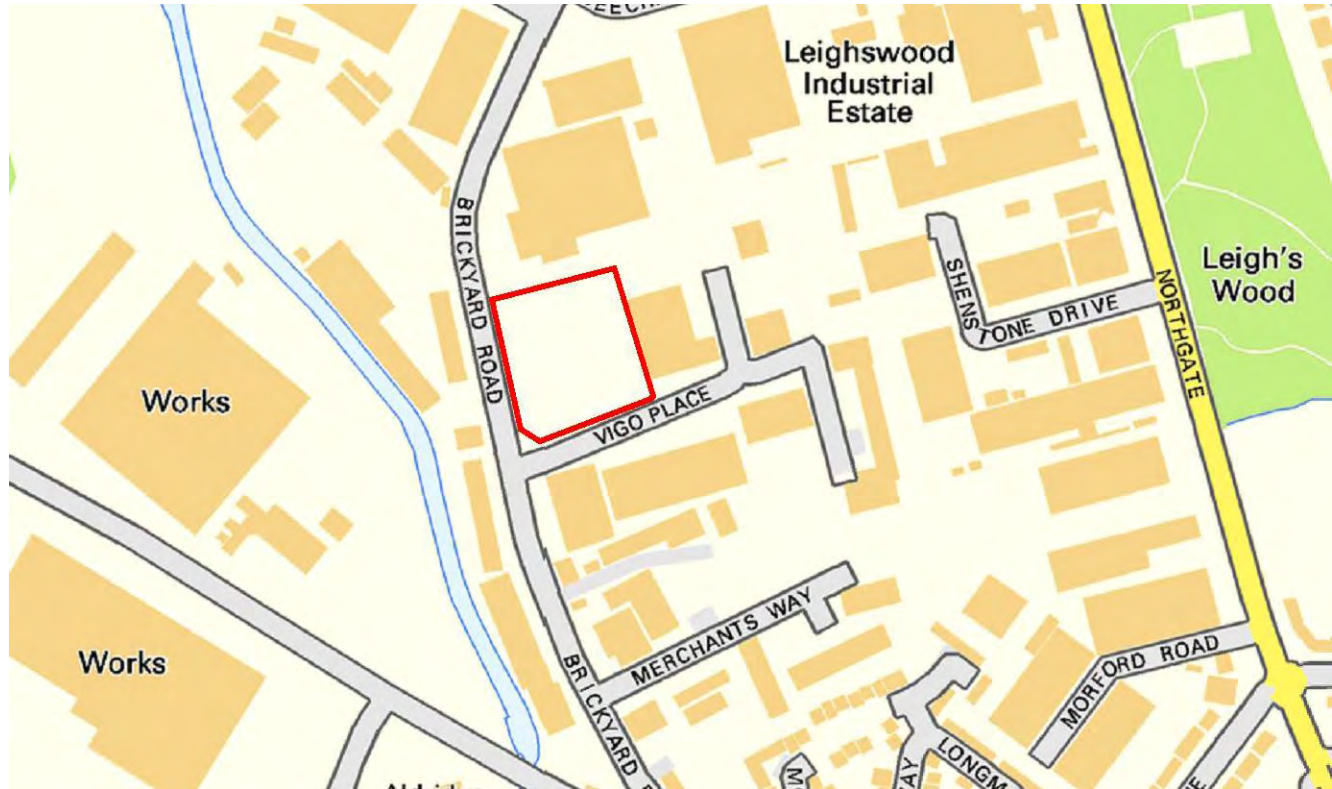 Leighswood
Industrial
Estate
BRICKYARD ROAD
SHENSTONE DRIVE
NORTHGATE
Leigh's
Wood
Works
VIGO PLACE
MERCHANTS WAY
Works
BRICKYARD
MORFORD ROAD
LONGM